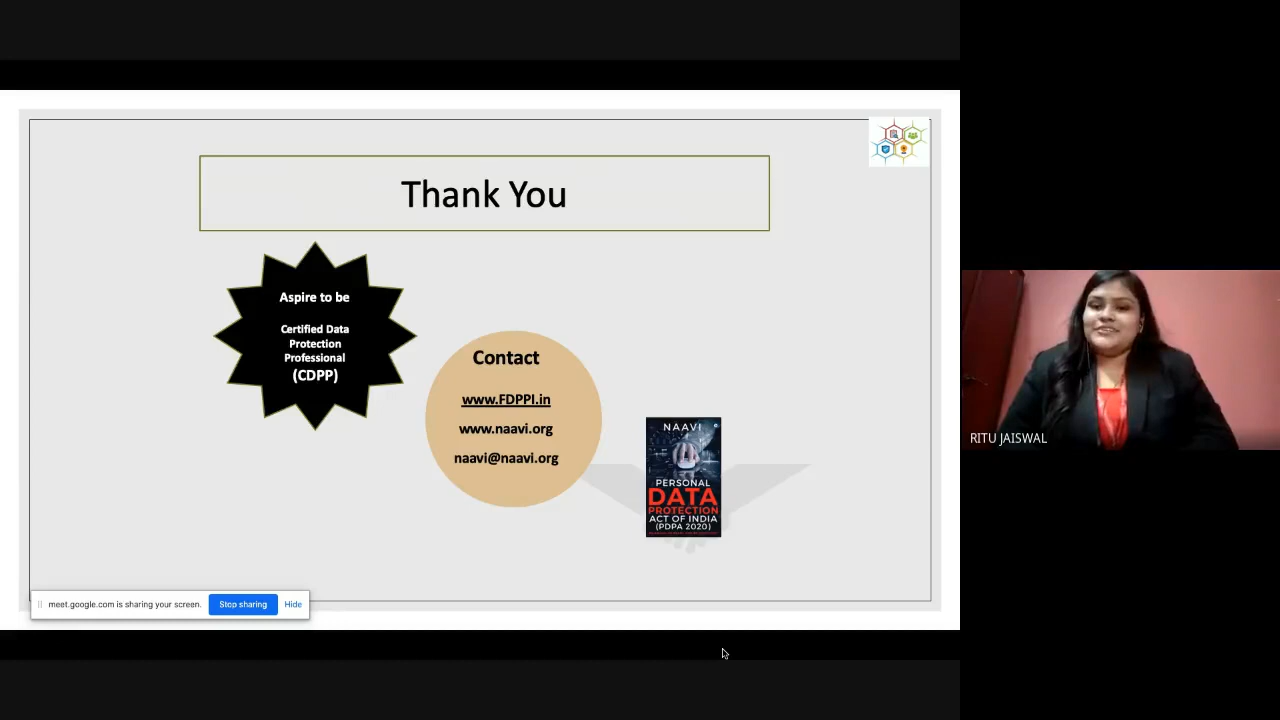 Thank You
Aspire to be
Certified Data
Protection
Professional
(CDPP)
Contact
www.FDPPI.in
www.naavi.org
naavi@naavi.org
NAAVI
PERSONAL
DATA
PROTECTION
ACT OF INDIA
(PDPA 2020)
RITU JAISWAL
meet.google.com is sharing your screen.
Stop sharing
Hide